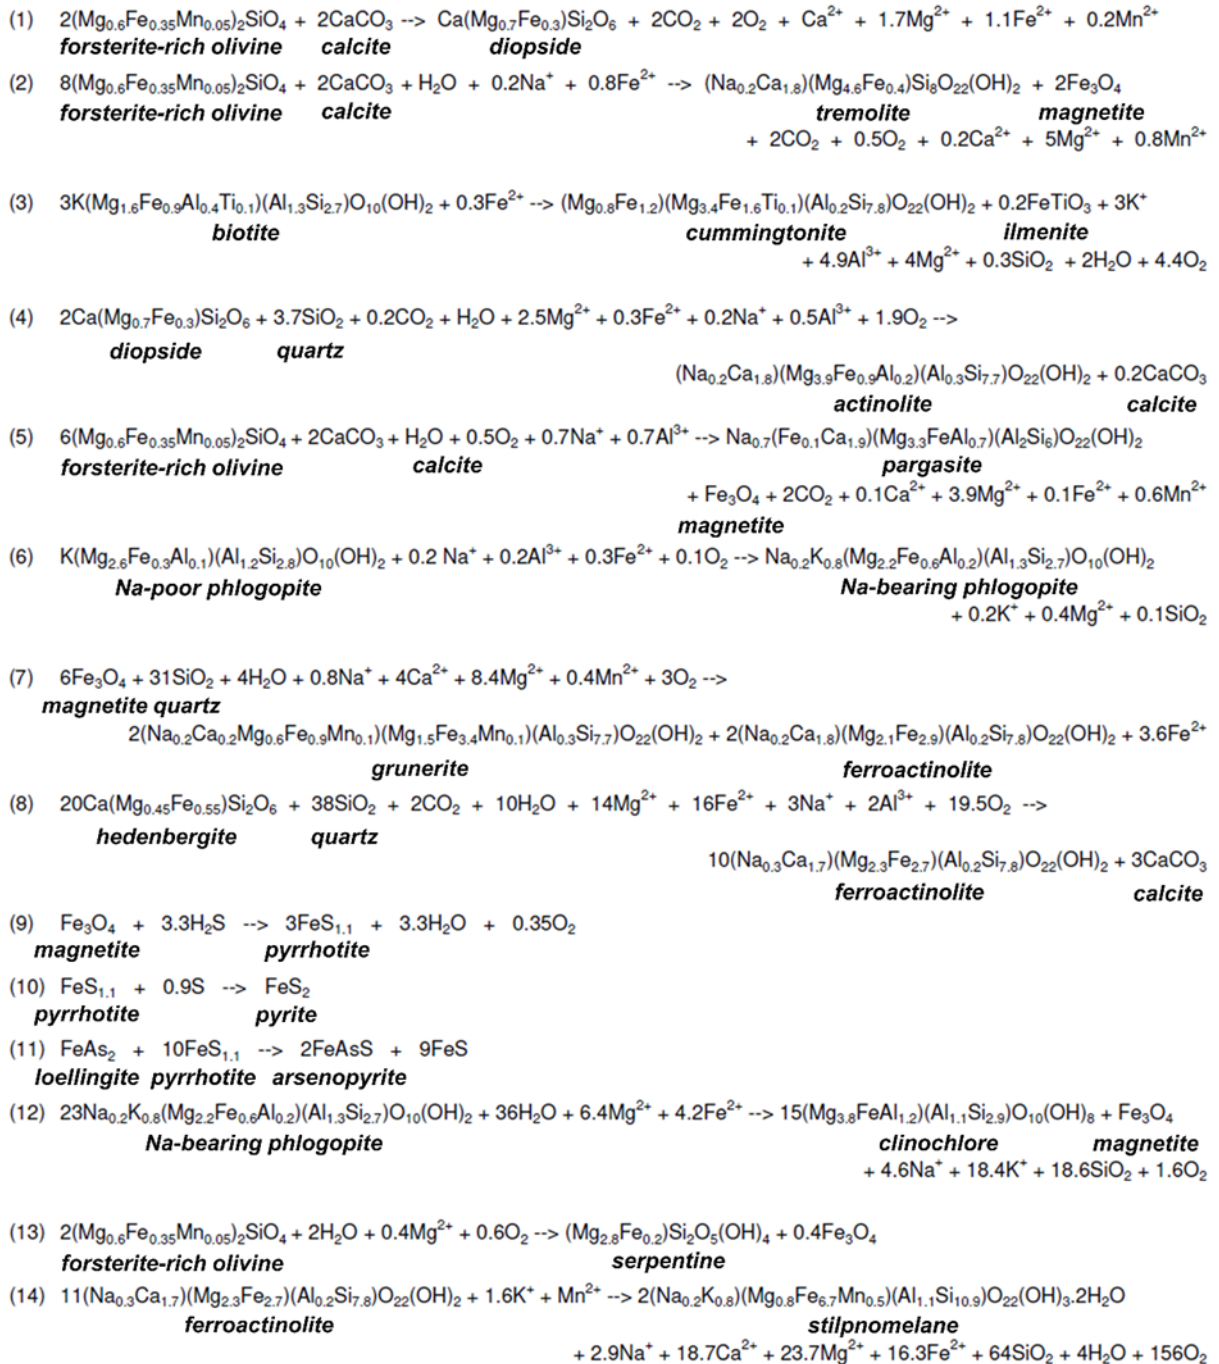 (1) 2(Mg₀.₆Fe₀.₃₅Mn₀.₀₅)₂SiO₄ + 2CaCO₃ --> Ca(Mg₀.₇Fe₀.₃)Si₂O₆ + 2CO₂ + 2O₂ + Ca²⁺ + 1.7Mg²⁺ + 1.1Fe²⁺ + 0.2Mn²⁺
forsterite-rich olivine calcite diopside
(2) 8(Mg₀.₆Fe₀.₃₅Mn₀.₀₅)₂SiO₄ + 2CaCO₃ + H₂O + 0.2Na⁺ + 0.8Fe²⁺ --> (Na₀.₂Ca₁.₈)(Mg₄.₆Fe₀.₄)Si₈O₂₂(OH)₂ + 2Fe₃O₄
forsterite-rich olivine calcite tremolite magnetite
+ 2CO₂ + 0.5O₂ + 0.2Ca²⁺ + 5Mg²⁺ + 0.8Mn²⁺
(3) 3K(Mg₁.₆Fe₀.₉Al₀.₄Ti₀.₁)(Al₁.₃Si₂.₇)O₁₀(OH)₂ + 0.3Fe²⁺ --> (Mg₀.₈Fe₁.₂)(Mg₃.₄Fe₁.₆Ti₀.₁)(Al₀.₂Si₇.₈)O₂₂(OH)₂ + 0.2FeTiO₃ + 3K⁺
biotite cummingtonite ilmenite
+ 4.9Al³⁺ + 4Mg²⁺ + 0.3SiO₂ + 2H₂O + 4.4O₂
(4) 2Ca(Mg₀.₇Fe₀.₃)Si₂O₆ + 3.7SiO₂ + 0.2CO₂ + H₂O + 2.5Mg²⁺ + 0.3Fe²⁺ + 0.2Na⁺ + 0.5Al³⁺ + 1.9O₂ -->
diopside quartz
(Na₀.₂Ca₁.₈)(Mg₃.₉Fe₀.₉Al₀.₂)(Al₀.₃Si₇.₇)O₂₂(OH)₂ + 0.2CaCO₃
actinolite calcite
(5) 6(Mg₀.₆Fe₀.₃₅Mn₀.₀₅)₂SiO₄ + 2CaCO₃ + H₂O + 0.5O₂ + 0.7Na⁺ + 0.7Al³⁺ --> Na₀.₇(Fe₀.₁Ca₁.₉)(Mg₃.₃FeAl₀.₇)(Al₂Si₆)O₂₂(OH)₂
forsterite-rich olivine calcite pargasite
+ Fe₃O₄ + 2CO₂ + 0.1Ca²⁺ + 3.9Mg²⁺ + 0.1Fe²⁺ + 0.6Mn²⁺
magnetite
(6) K(Mg₂.₆Fe₀.₃Al₀.₁)(Al₁.₂Si₂.₈)O₁₀(OH)₂ + 0.2 Na⁺ + 0.2Al³⁺ + 0.3Fe²⁺ + 0.1O₂ --> Na₀.₂K₀.₈(Mg₂.₂Fe₀.₆Al₀.₂)(Al₁.₃Si₂.₇)O₁₀(OH)₂
Na-poor phlogopite Na-bearing phlogopite
+ 0.2K⁺ + 0.4Mg²⁺ + 0.1SiO₂
(7) 6Fe₃O₄ + 31SiO₂ + 4H₂O + 0.8Na⁺ + 4Ca²⁺ + 8.4Mg²⁺ + 0.4Mn²⁺ + 3O₂ -->
magnetite quartz
2(Na₀.₂Ca₀.₂Mg₀.₆Fe₀.₉Mn₀.₁)(Mg₁.₅Fe₃.₄Mn₀.₁)(Al₀.₃Si₇.₇)O₂₂(OH)₂ + 2(Na₀.₂Ca₁.₈)(Mg₂.₁Fe₂.₉)(Al₀.₂Si₇.₈)O₂₂(OH)₂ + 3.6Fe²⁺
grunerite ferroactinolite
(8) 20Ca(Mg₀.₄₅Fe₀.₅₅)Si₂O₆ + 38SiO₂ + 2CO₂ + 10H₂O + 14Mg²⁺ + 16Fe²⁺ + 3Na⁺ + 2Al³⁺ + 19.5O₂ -->
hedenbergite quartz
10(Na₀.₃Ca₁.₇)(Mg₂.₃Fe₂.₇)(Al₀.₂Si₇.₈)O₂₂(OH)₂ + 3CaCO₃
ferroactinolite calcite
(9) Fe₃O₄ + 3.3H₂S --> 3FeS₁.₁ + 3.3H₂O + 0.35O₂
magnetite pyrrhotite
(10) FeS₁.₁ + 0.9S --> FeS₂
pyrrhotite pyrite
(11) FeAs₂ + 10FeS₁.₁ --> 2FeAsS + 9FeS
loellingite pyrrhotite arsenopyrite
(12) 23Na₀.₂K₀.₈(Mg₂.₂Fe₀.₆Al₀.₂)(Al₁.₃Si₂.₇)O₁₀(OH)₂ + 36H₂O + 6.4Mg²⁺ + 4.2Fe²⁺ --> 15(Mg₃.₈FeAl₁.₂)(Al₁.₁Si₂.₉)O₁₀(OH)₈ + Fe₃O₄
Na-bearing phlogopite clinochlore magnetite
+ 4.6Na⁺ + 18.4K⁺ + 18.6SiO₂ + 1.6O₂
(13) 2(Mg₀.₆Fe₀.₃₅Mn₀.₀₅)₂SiO₄ + 2H₂O + 0.4Mg²⁺ + 0.6O₂ --> (Mg₂.₈Fe₀.₂)Si₂O₅(OH)₄ + 0.4Fe₃O₄
forsterite-rich olivine serpentine
(14) 11(Na₀.₃Ca₁.₇)(Mg₂.₃Fe₂.₇)(Al₀.₂Si₇.₈)O₂₂(OH)₂ + 1.6K⁺ + Mn²⁺ --> 2(Na₀.₂K₀.₈)(Mg₀.₈Fe₆.₇Mn₀.₅)(Al₁.₁Si₁₀.₉)O₂₂(OH)₃.2H₂O
ferroactinolite stilpnomelane
+ 2.9Na⁺ + 18.7Ca²⁺ + 23.7Mg²⁺ + 16.3Fe²⁺ + 64SiO₂ + 4H₂O + 156O₂